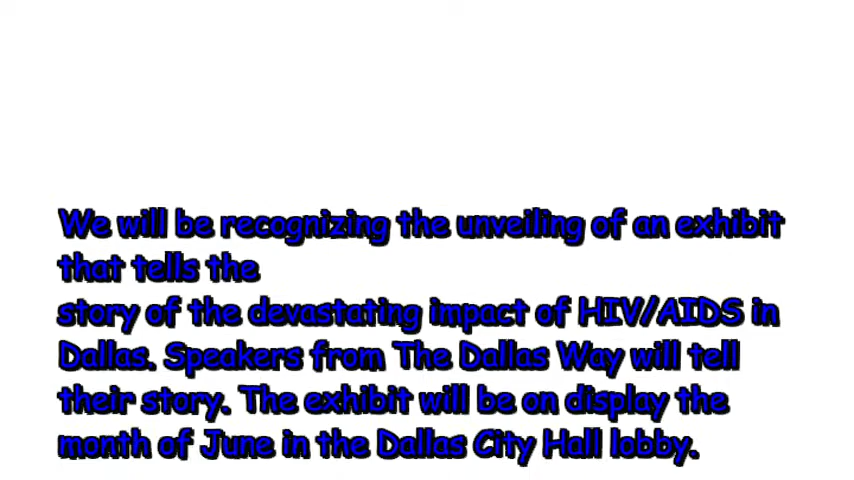 We will be recognizing the unveiling of an exhibit
that tells the
story of the devastating impact of HIV/AIDS in
Dallas. Speakers from The Dallas Way will tell
their story. The exhibit will be on display the
month of June in the Dallas City Hall lobby.